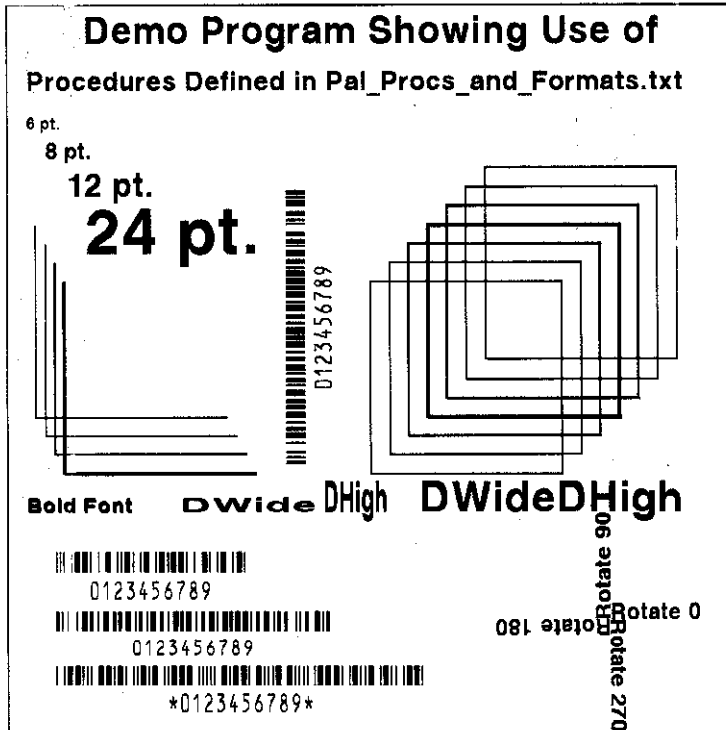 Demo Program Showing Use of
Procedures Defined in Pal_Procs_and_Formats.txt
6 pt.
8 pt.
12 pt.
24 pt.
0123456789
Bold Font DWide DHigh DWideDHigh
Rotate 90
Rotate 0
Rotate 180
Rotate 270
0123456789
0123456789
*0123456789*